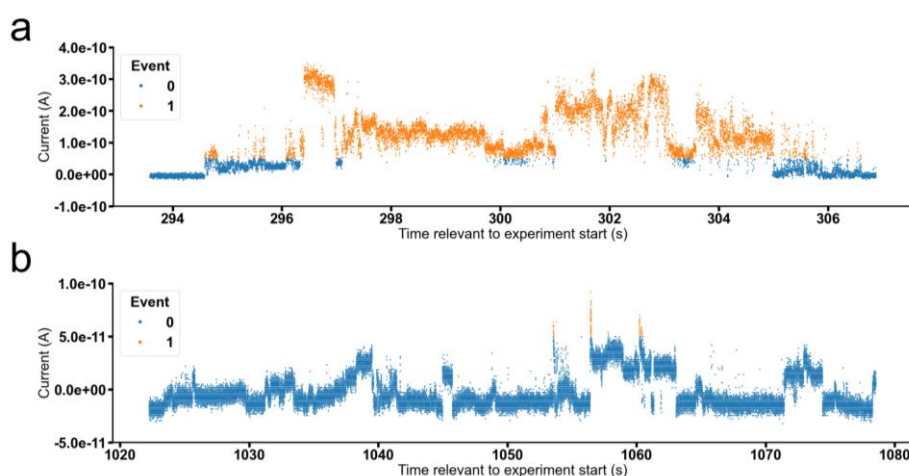 a
4.0e-10
3.0e-10
2.0e-10
1.0e-10
0.0e+00
-1.0e-10
Current (A)
Event
0
1
294 296 298 300 302 304 306
Time relevant to experiment start (s)
b
1.0e-10
5.0e-11
0.0e+00
-5.0e-11
Current (A)
Event
0
1
1020 1030 1040 1050 1060 1070 1080
Time relevant to experiment start (s)